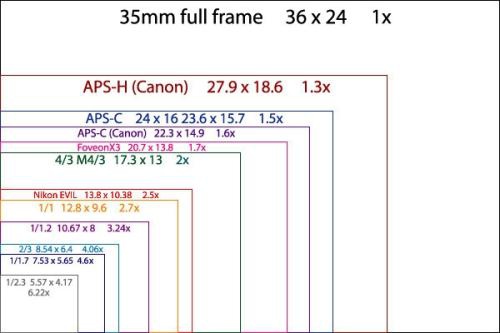 35mm full frame 36 x 24 1x
APS-H (Canon) 27.9 x 18.6 1.3x
APS-C 24 x 16 23.6 x 15.7 1.5x
APS-C (Canon) 22.3 x 14.9 1.6x
FoveonX3 20.7 x 13.8 1.7x
4/3 M4/3 17.3 x 13 2x
Nikon EVIL 13.8 x 10.38 2.5x
1/1 12.8 x 9.6 2.7x
1/1.2 10.67 x 8 3.24x
2/3 8.54 x 6.4 4.06x
1/1.7 7.53 x 5.65 4.6x
1/2.3 5.57 x 4.17
6.22x